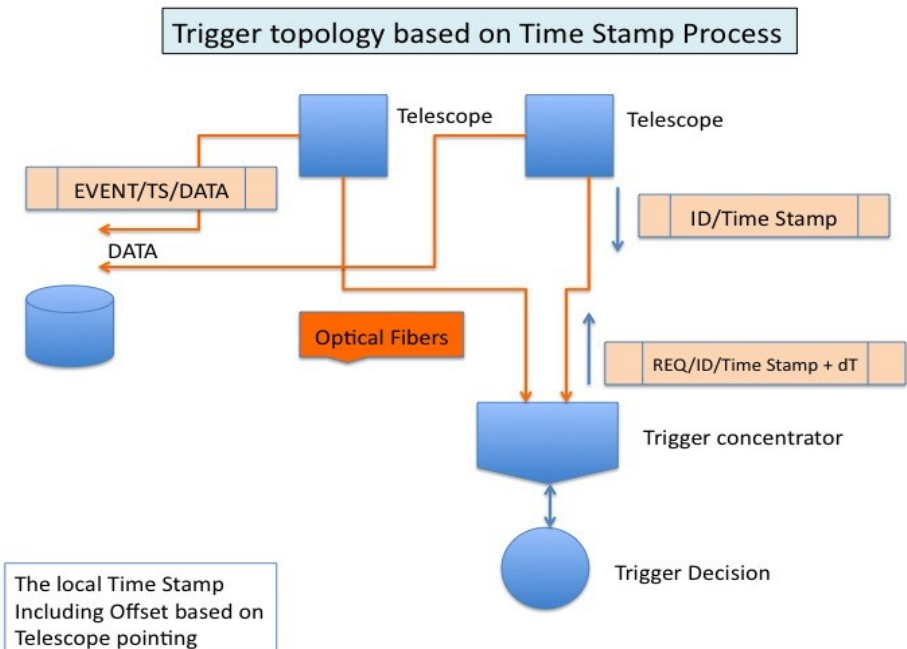 Trigger topology based on Time Stamp Process
Telescope
Telescope
EVENT/TS/DATA
ID/Time Stamp
DATA
Optical Fibers
REQ/ID/Time Stamp + dT
Trigger concentrator
Trigger Decision
The local Time Stamp
Including Offset based on
Telescope pointing